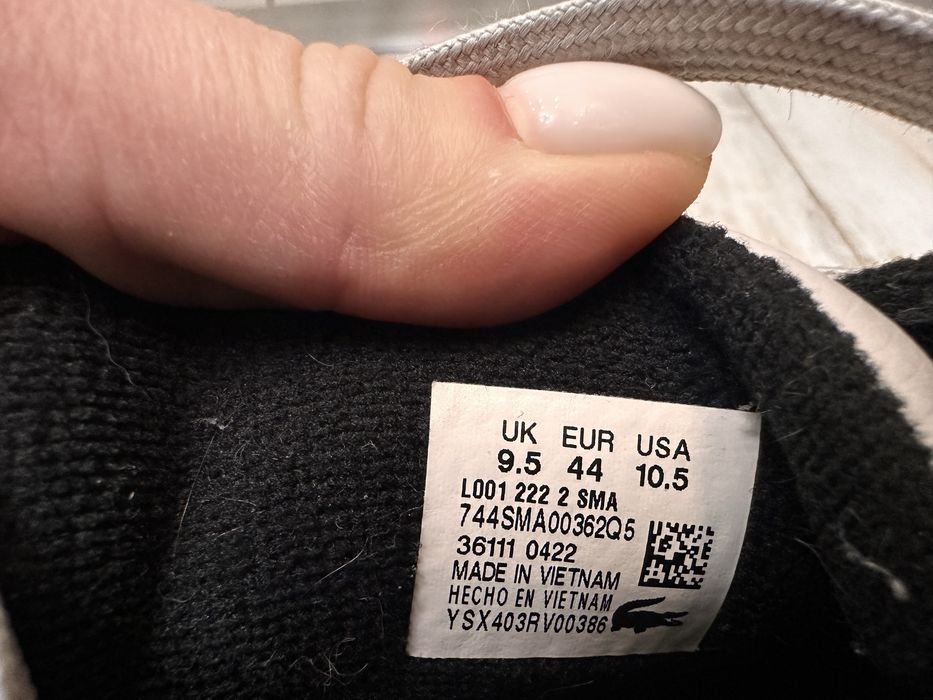 UK EUR USA
9.5 44 10.5
L001 222 2 SMA
744SMA00362Q5
36111 0422
MADE IN VIETNAM
HECHO EN VIETNAM
YSX403RV00386